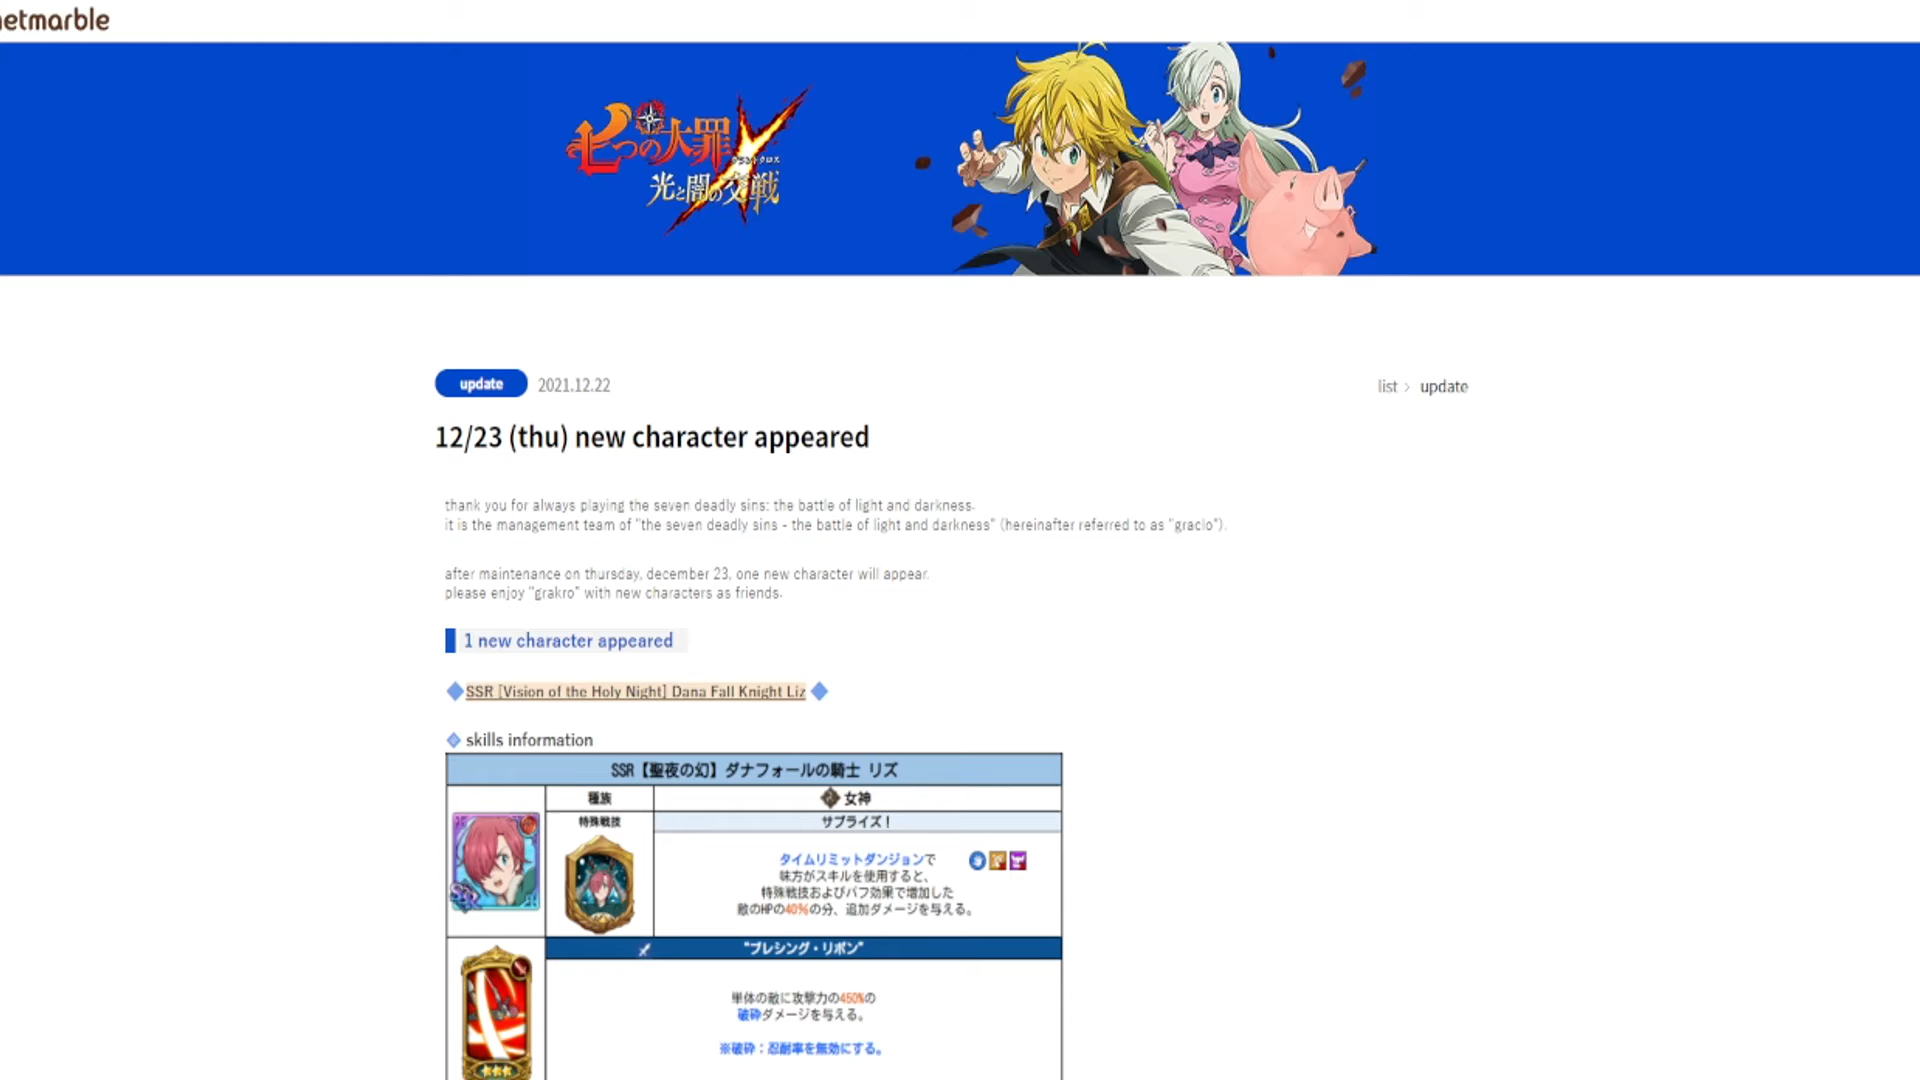 netmarble
七つの大罪
グランドクロス
光と闇の交戦
update 2021.12.22
list > update
12/23 (thu) new character appeared
thank you for always playing the seven deadly sins: the battle of light and darkness.
it is the management team of "the seven deadly sins - the battle of light and darkness" (hereinafter referred to as "graclo").
after maintenance on thursday, december 23, one new character will appear.
please enjoy "grakro" with new characters as friends.
1 new character appeared
SSR [Vision of the Holy Night] Dana Fall Knight Liz
skills information
SSR【聖夜の幻】ダナフォールの騎士 リズ
種族 女神
特殊戦技 サプライズ！
タイムリミットダンジョンで
味方がスキルを使用すると、
特殊戦技およびバフ効果で増加した
敵のHPの40%の分、追加ダメージを与える。
SSR
"ブレシング・リボン"
単体の敵に攻撃力の450%の
破砕ダメージを与える。
※破砕：忍耐率を無効にする。